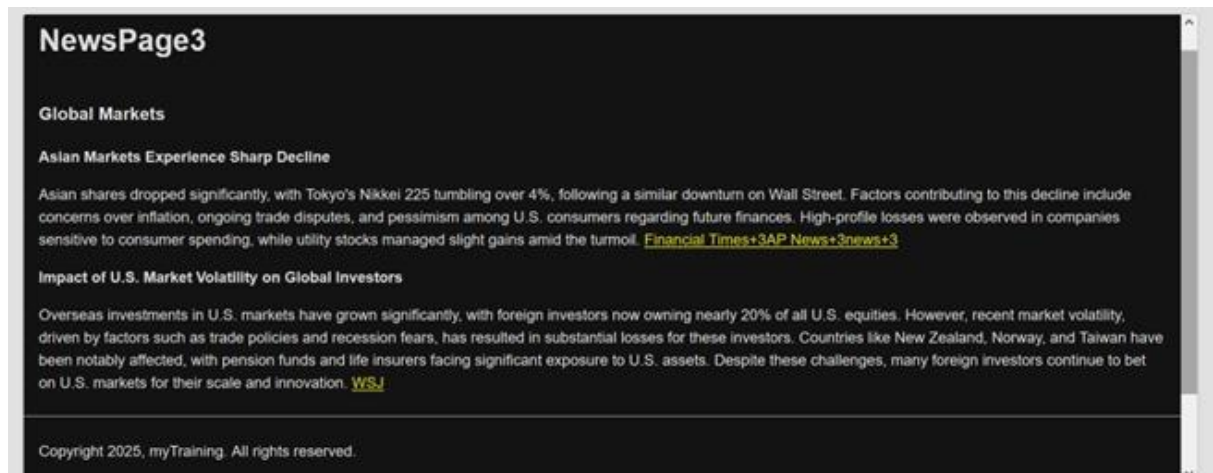 NewsPage3
Global Markets
Asian Markets Experience Sharp Decline
Asian shares dropped significantly, with Tokyo's Nikkei 225 tumbling over 4%, following a similar downturn on Wall Street. Factors contributing to this decline include
concerns over inflation, ongoing trade disputes, and pessimism among U.S. consumers regarding future finances. High-profile losses were observed in companies
sensitive to consumer spending, while utility stocks managed slight gains amid the turmoil. Financial Times+3AP News+3news+3
Impact of U.S. Market Volatility on Global Investors
Overseas investments in U.S. markets have grown significantly, with foreign investors now owning nearly 20% of all U.S. equities. However, recent market volatility,
driven by factors such as trade policies and recession fears, has resulted in substantial losses for these investors. Countries like New Zealand, Norway, and Taiwan have
been notably affected, with pension funds and life insurers facing significant exposure to U.S. assets. Despite these challenges, many foreign investors continue to bet
on U.S. markets for their scale and innovation. WSJ
Copyright 2025, myTraining. All rights reserved.